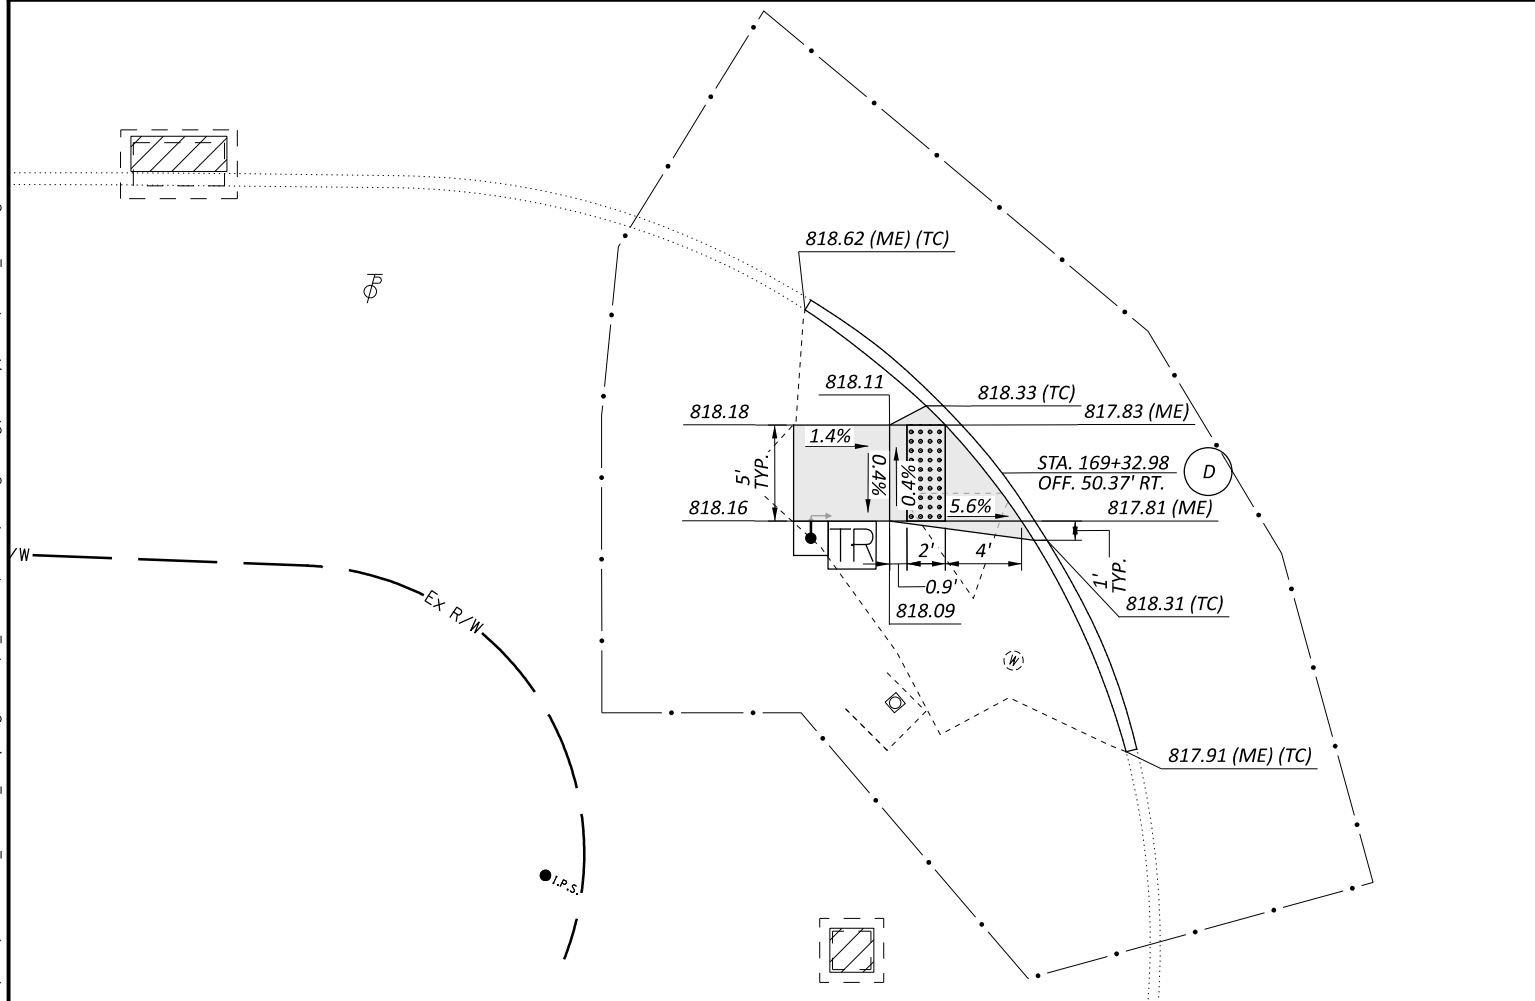 818.62 (ME) (TC)
818.11
818.33 (TC)
818.18
817.83 (ME)
1.4%
5'
TYP.
0.4%
0.4%
STA. 169+32.98
OFF. 50.37' RT.
D
818.16
5.6%
817.81 (ME)
TR
2'
4'
0.9'
1'
TYP.
818.31 (TC)
818.09
/W
Ex R/W
W
817.91 (ME) (TC)
I.P.S.